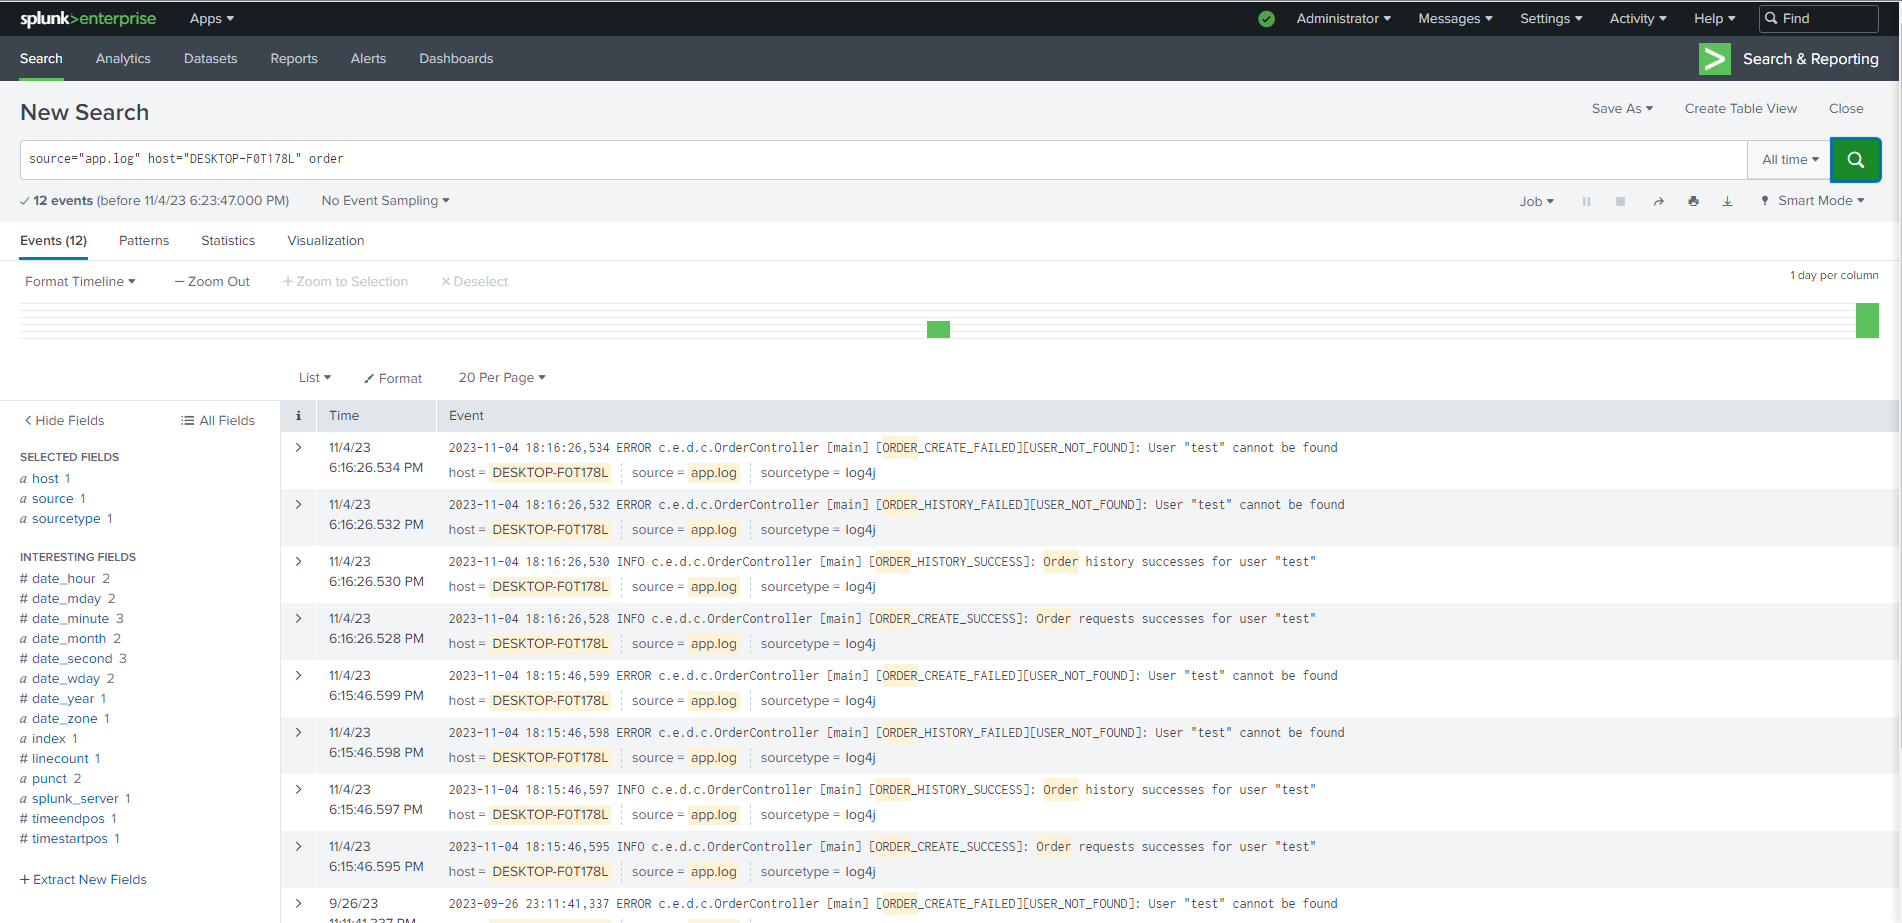 splunk>enterprise Apps Administrator Messages Settings Activity Help Find
Search Analytics Datasets Reports Alerts Dashboards Search & Reporting
New Search Save As Create Table View Close
source="app.log" host="DESKTOP-F0T178L" order All time
12 events (before 11/4/23 6:23:47.000 PM) No Event Sampling Job Smart Mode
Events (12) Patterns Statistics Visualization
Format Timeline — Zoom Out + Zoom to Selection × Deselect 1 day per column
List Format 20 Per Page
< Hide Fields All Fields
SELECTED FIELDS
a host 1
a source 1
a sourcetype 1
INTERESTING FIELDS
# date_hour 2
# date_mday 2
# date_minute 3
a date_month 2
# date_second 3
a date_wday 2
# date_year 1
a date_zone 1
a index 1
# linecount 1
a punct 2
a splunk_server 1
# timeendpos 1
# timestartpos 1
+ Extract New Fields
i Time Event
> 11/4/23 2023-11-04 18:16:26,534 ERROR c.e.d.c.OrderController [main] [ORDER_CREATE_FAILED][USER_NOT_FOUND]: User "test" cannot be found
6:16:26.534 PM host = DESKTOP-F0T178L source = app.log sourcetype = log4j
> 11/4/23 2023-11-04 18:16:26,532 ERROR c.e.d.c.OrderController [main] [ORDER_HISTORY_FAILED][USER_NOT_FOUND]: User "test" cannot be found
6:16:26.532 PM host = DESKTOP-F0T178L source = app.log sourcetype = log4j
> 11/4/23 2023-11-04 18:16:26,530 INFO c.e.d.c.OrderController [main] [ORDER_HISTORY_SUCCESS]: Order history successes for user "test"
6:16:26.530 PM host = DESKTOP-F0T178L source = app.log sourcetype = log4j
> 11/4/23 2023-11-04 18:16:26,528 INFO c.e.d.c.OrderController [main] [ORDER_CREATE_SUCCESS]: Order requests successes for user "test"
6:16:26.528 PM host = DESKTOP-F0T178L source = app.log sourcetype = log4j
> 11/4/23 2023-11-04 18:15:46,599 ERROR c.e.d.c.OrderController [main] [ORDER_CREATE_FAILED][USER_NOT_FOUND]: User "test" cannot be found
6:15:46.599 PM host = DESKTOP-F0T178L source = app.log sourcetype = log4j
> 11/4/23 2023-11-04 18:15:46,598 ERROR c.e.d.c.OrderController [main] [ORDER_HISTORY_FAILED][USER_NOT_FOUND]: User "test" cannot be found
6:15:46.598 PM host = DESKTOP-F0T178L source = app.log sourcetype = log4j
> 11/4/23 2023-11-04 18:15:46,597 INFO c.e.d.c.OrderController [main] [ORDER_HISTORY_SUCCESS]: Order history successes for user "test"
6:15:46.597 PM host = DESKTOP-F0T178L source = app.log sourcetype = log4j
> 11/4/23 2023-11-04 18:15:46,595 INFO c.e.d.c.OrderController [main] [ORDER_CREATE_SUCCESS]: Order requests successes for user "test"
6:15:46.595 PM host = DESKTOP-F0T178L source = app.log sourcetype = log4j
> 9/26/23 2023-09-26 23:11:41,337 ERROR c.e.d.c.OrderController [main] [ORDER_CREATE_FAILED][USER_NOT_FOUND]: User "test" cannot be found
11:11:41.337 PM